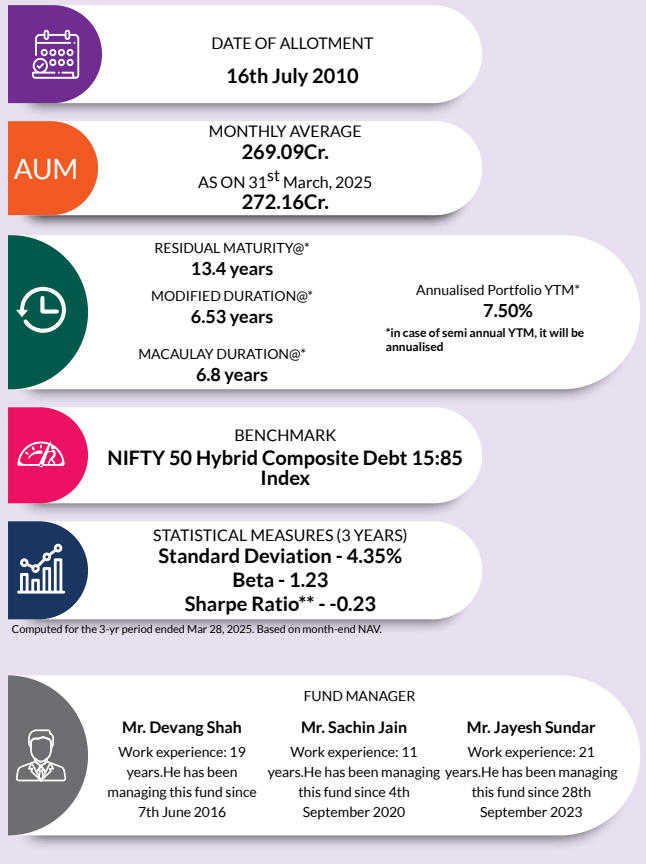 DATE OF ALLOTMENT
16th July 2010
AUM
MONTHLY AVERAGE
269.09Cr.
AS ON 31st March, 2025
272.16Cr.
RESIDUAL MATURITY@*
13.4 years
MODIFIED DURATION@*
6.53 years
MACAULAY DURATION@*
6.8 years
Annualised Portfolio YTM*
7.50%
*in case of semi annual YTM, it will be
annualised
BENCHMARK
NIFTY 50 Hybrid Composite Debt 15:85
Index
STATISTICAL MEASURES (3 YEARS)
Standard Deviation - 4.35%
Beta - 1.23
Sharpe Ratio** - -0.23
Computed for the 3-yr period ended Mar 28, 2025. Based on month-end NAV.
FUND MANAGER
Mr. Devang Shah
Work experience: 19
years.He has been
managing this fund since
7th June 2016
Mr. Sachin Jain
Work experience: 11
years.He has been managing
this fund since 4th
September 2020
Mr. Jayesh Sundar
Work experience: 21
years.He has been managing
this fund since 28th
September 2023